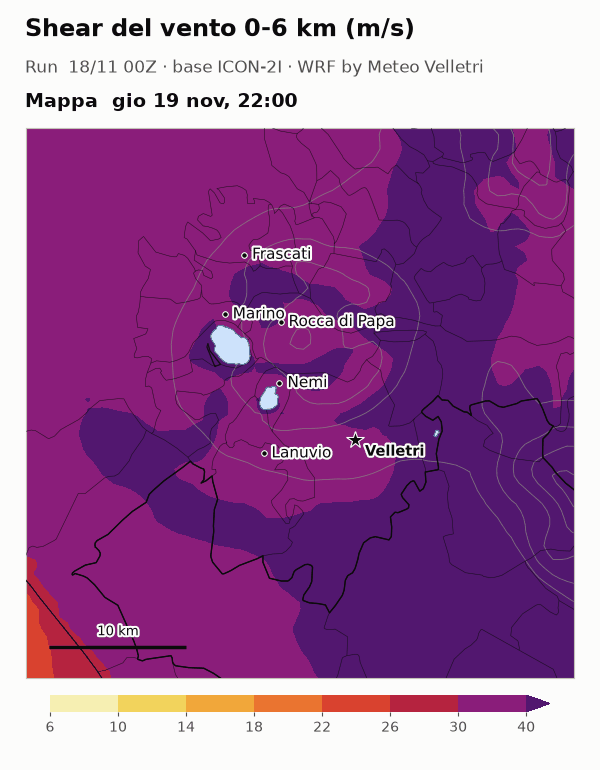 Shear del vento 0-6 km (m/s)
Run  18/11 00Z · base ICON-2I · WRF by Meteo Velletri
Mappa  gio 19 nov, 22:00
Frascati
Marino
Rocca di Papa
Nemi
Velletri
Lanuvio
10 km
6 10 14 18 22 26 30 40